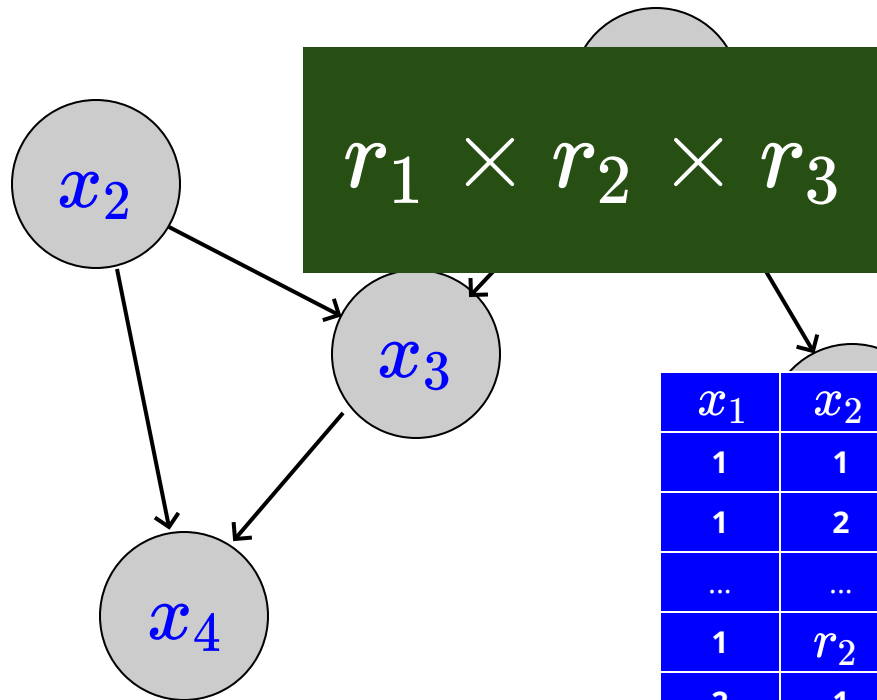 r₁ × r₂ × r₃
x₂
x₃
x₄
x₁ x₂
1 1
1 2
... ...
1 r₂